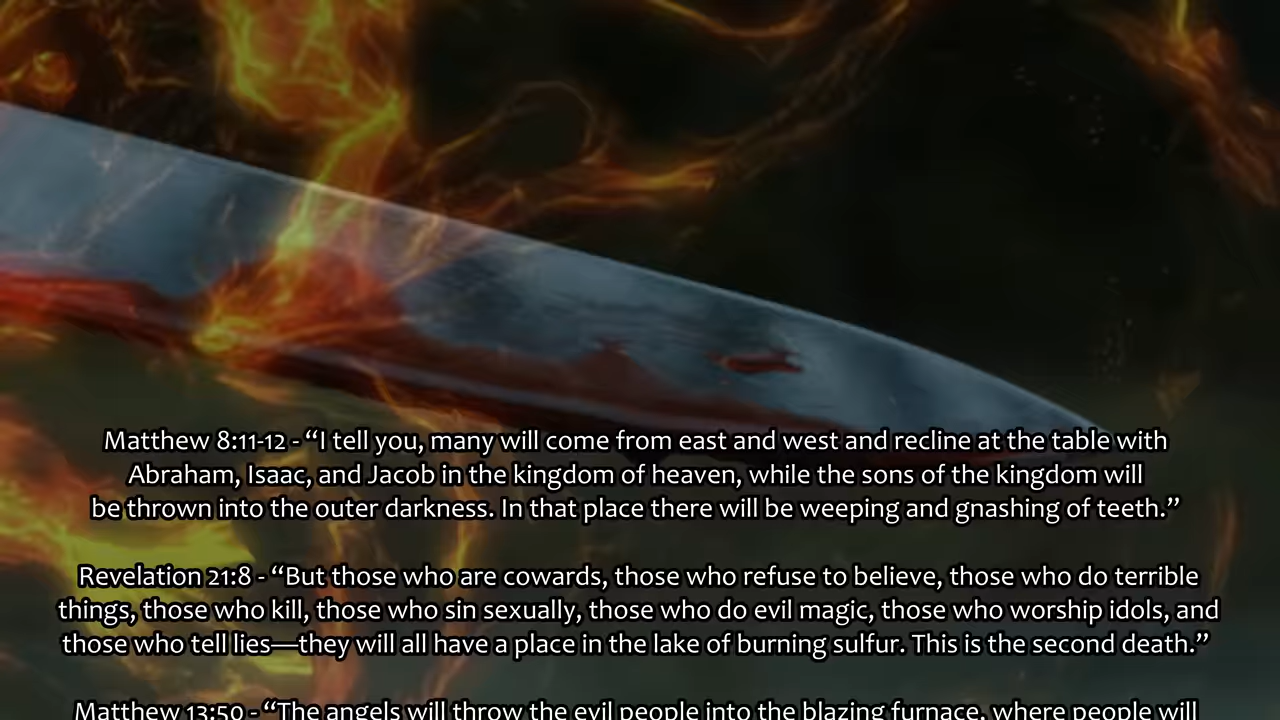 Matthew 8:11-12 - “I tell you, many will come from east and west and recline at the table with
Abraham, Isaac, and Jacob in the kingdom of heaven, while the sons of the kingdom will
be thrown into the outer darkness. In that place there will be weeping and gnashing of teeth.”
Revelation 21:8 - “But those who are cowards, those who refuse to believe, those who do terrible
things, those who kill, those who sin sexually, those who do evil magic, those who worship idols, and
those who tell lies—they will all have a place in the lake of burning sulfur. This is the second death.”
Matthew 13:50 - “The angels will throw the evil people into the blazing furnace, where people will